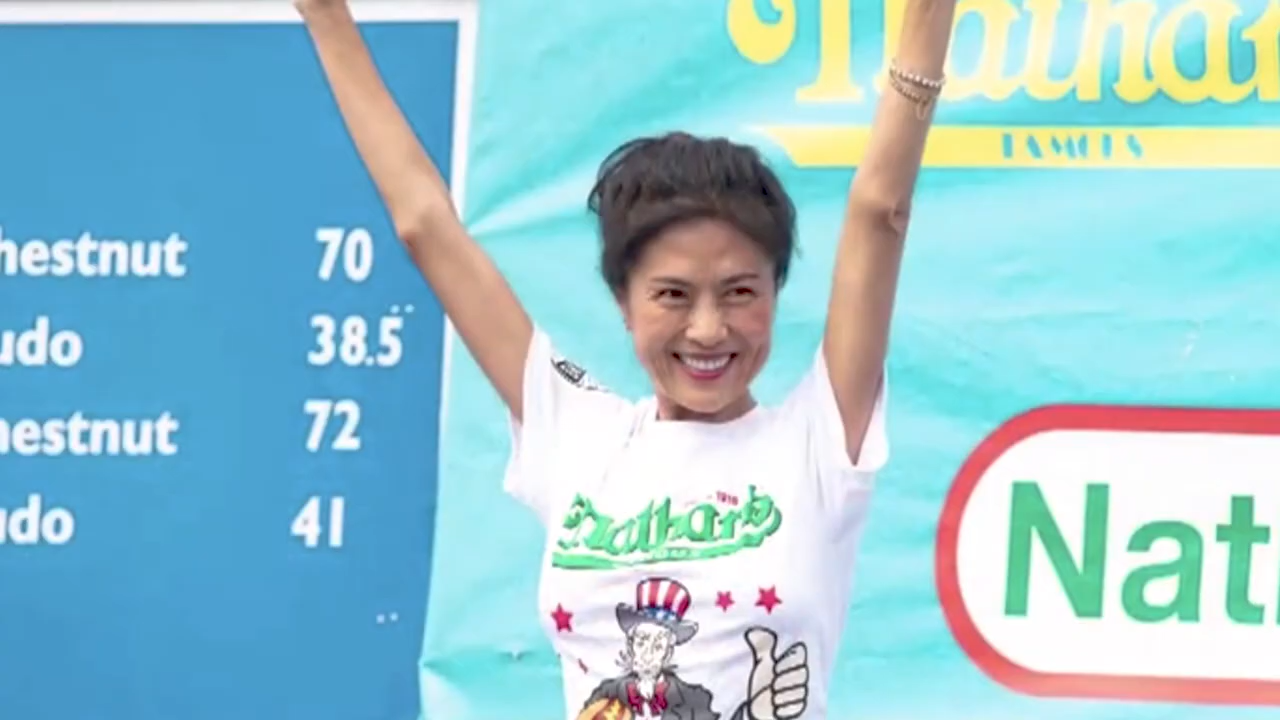 hestnut 70
udo 38.5
hestnut 72
udo 41
Nathan
FAMOUS
Nathan's
Nat